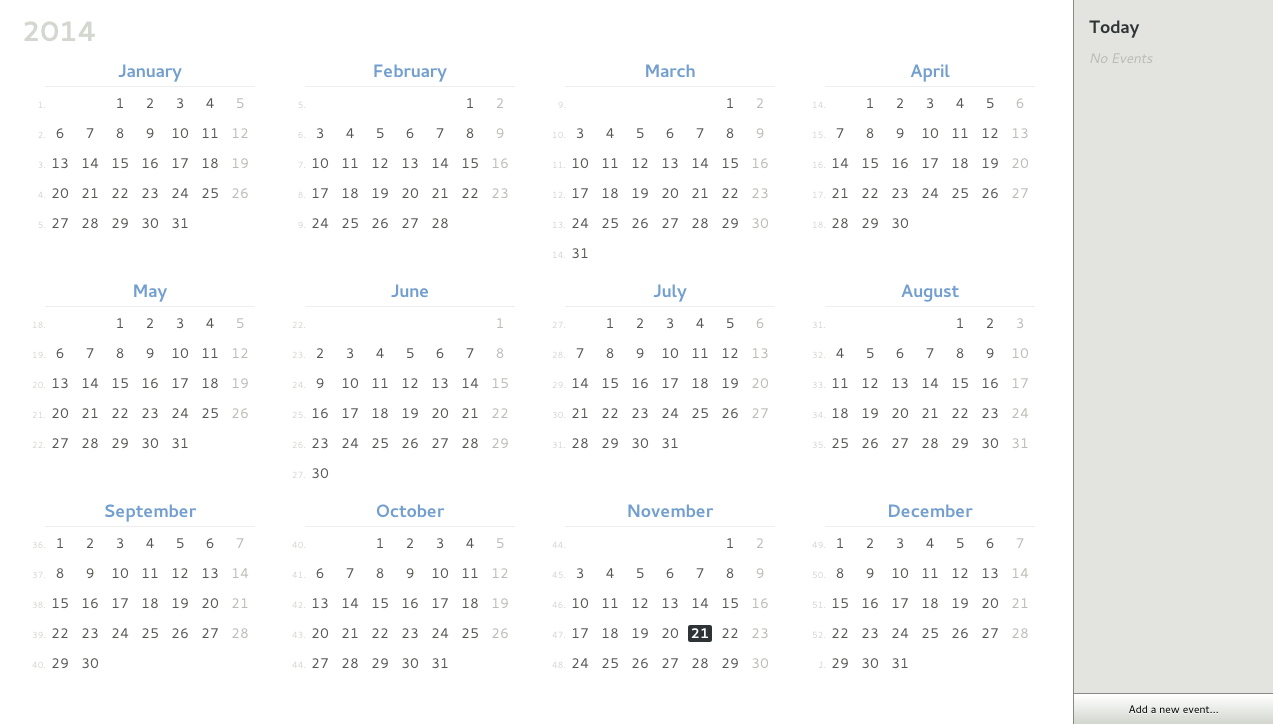 2014
January
1. 1 2 3 4 5
2. 6 7 8 9 10 11 12
3. 13 14 15 16 17 18 19
4. 20 21 22 23 24 25 26
5. 27 28 29 30 31
February
5. 1 2
6. 3 4 5 6 7 8 9
7. 10 11 12 13 14 15 16
8. 17 18 19 20 21 22 23
9. 24 25 26 27 28
March
9. 1 2
10. 3 4 5 6 7 8 9
11. 10 11 12 13 14 15 16
12. 17 18 19 20 21 22 23
13. 24 25 26 27 28 29 30
14. 31
April
14. 1 2 3 4 5 6
15. 7 8 9 10 11 12 13
16. 14 15 16 17 18 19 20
17. 21 22 23 24 25 26 27
18. 28 29 30
May
18. 1 2 3 4 5
19. 6 7 8 9 10 11 12
20. 13 14 15 16 17 18 19
21. 20 21 22 23 24 25 26
22. 27 28 29 30 31
June
22. 1
23. 2 3 4 5 6 7 8
24. 9 10 11 12 13 14 15
25. 16 17 18 19 20 21 22
26. 23 24 25 26 27 28 29
27. 30
July
27. 1 2 3 4 5 6
28. 7 8 9 10 11 12 13
29. 14 15 16 17 18 19 20
30. 21 22 23 24 25 26 27
31. 28 29 30 31
August
31. 1 2 3
32. 4 5 6 7 8 9 10
33. 11 12 13 14 15 16 17
34. 18 19 20 21 22 23 24
35. 25 26 27 28 29 30 31
September
36. 1 2 3 4 5 6 7
37. 8 9 10 11 12 13 14
38. 15 16 17 18 19 20 21
39. 22 23 24 25 26 27 28
40. 29 30
October
40. 1 2 3 4 5
41. 6 7 8 9 10 11 12
42. 13 14 15 16 17 18 19
43. 20 21 22 23 24 25 26
44. 27 28 29 30 31
November
44. 1 2
45. 3 4 5 6 7 8 9
46. 10 11 12 13 14 15 16
47. 17 18 19 20 21 22 23
48. 24 25 26 27 28 29 30
December
49. 1 2 3 4 5 6 7
50. 8 9 10 11 12 13 14
51. 15 16 17 18 19 20 21
52. 22 23 24 25 26 27 28
1. 29 30 31
Today
No Events
Add a new event...